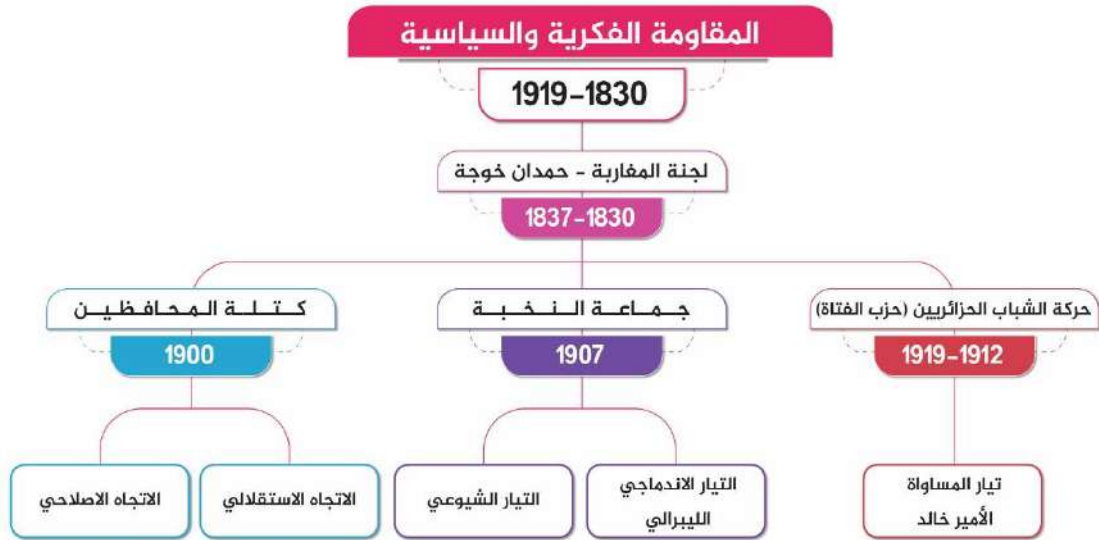 المقاومة الفكرية والسياسية
1830-1919
لجنة المغاربة - حمدان خوجة
1830-1837
حركة الشباب الحزائريين (حزب الفتاة)
1912-1919
جماعة النخبة
1907
كتلة المحافظين
1900
تيار المساواة
الأمير خالد
التيار الاندماجي
الليبرالي
التيار الشيوعي
الاتجاه الاستقلالي
الاتجاه الاصلاحي